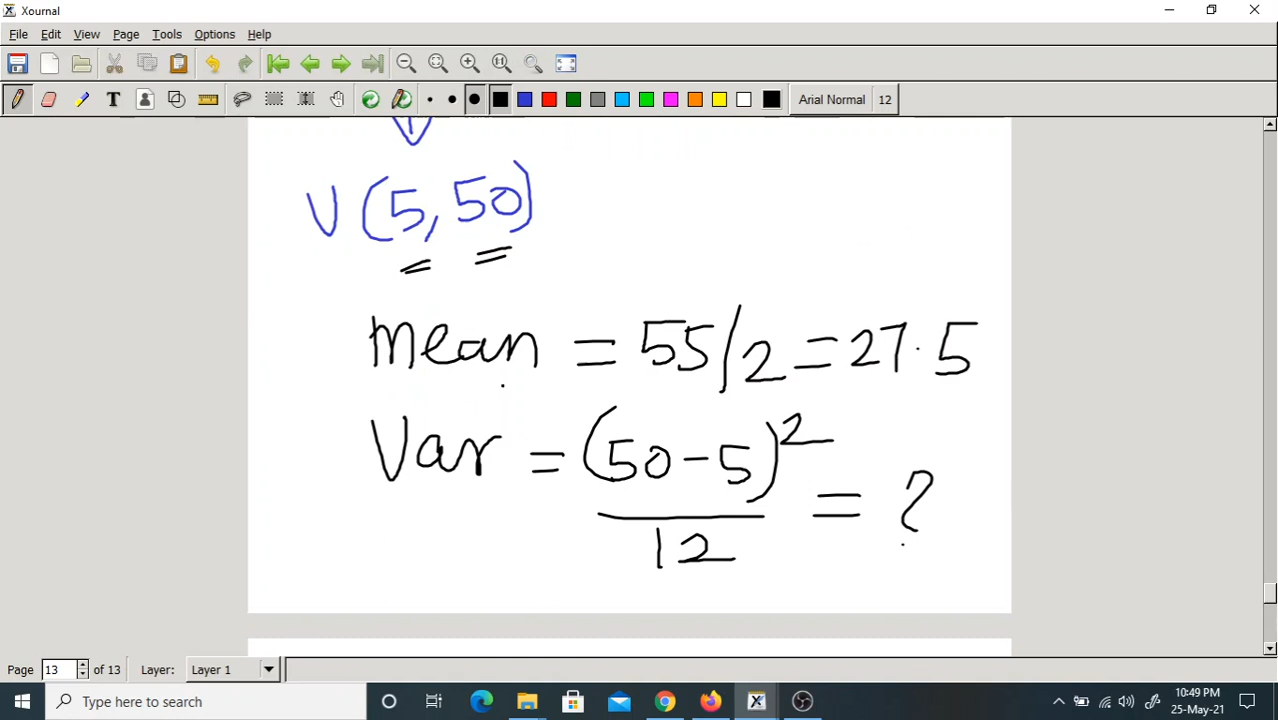 Xournal
File Edit View Page Tools Options Help
T Arial Normal 12
U (5, 50)
mean = 55/2 = 27.5
Var = (50-5)² = ?
12
Page 13 of 13 Layer: Layer 1
Type here to search
10:49 PM
25-May-21